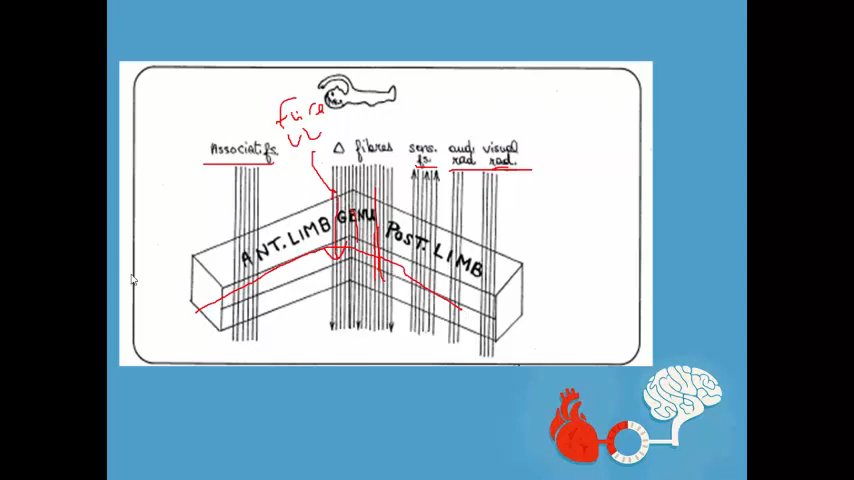 Associat. fs.
Δ fibres
sens. fs.
aud. rad
visual rad.
ANT. LIMB
GENU
POST. LIMB